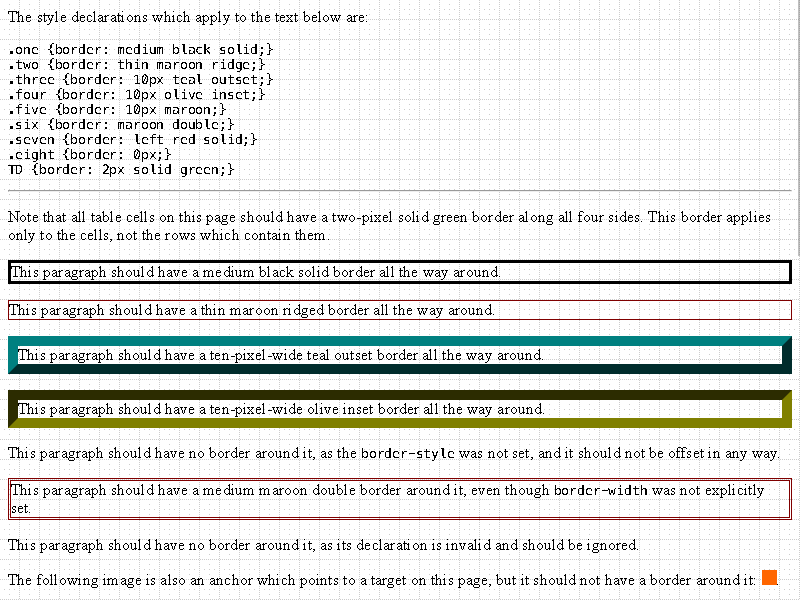 The style declarations which apply to the text below are:
.one {border: medium black solid;}
.two {border: thin maroon ridge;}
.three {border: 10px teal outset;}
.four {border: 10px olive inset;}
.five {border: 10px maroon;}
.six {border: maroon double;}
.seven {border: left red solid;}
.eight {border: 0px;}
TD {border: 2px solid green;}
Note that all table cells on this page should have a two-pixel solid green border along all four sides. This border applies
only to the cells, not the rows which contain them.
This paragraph should have a medium black solid border all the way around.
This paragraph should have a thin maroon ridged border all the way around.
This paragraph should have a ten-pixel-wide teal outset border all the way around.
This paragraph should have a ten-pixel-wide olive inset border all the way around.
This paragraph should have no border around it, as the border-style was not set, and it should not be offset in any way.
This paragraph should have a medium maroon double border around it, even though border-width was not explicitly
set.
This paragraph should have no border around it, as its declaration is invalid and should be ignored.
The following image is also an anchor which points to a target on this page, but it should not have a border around it: